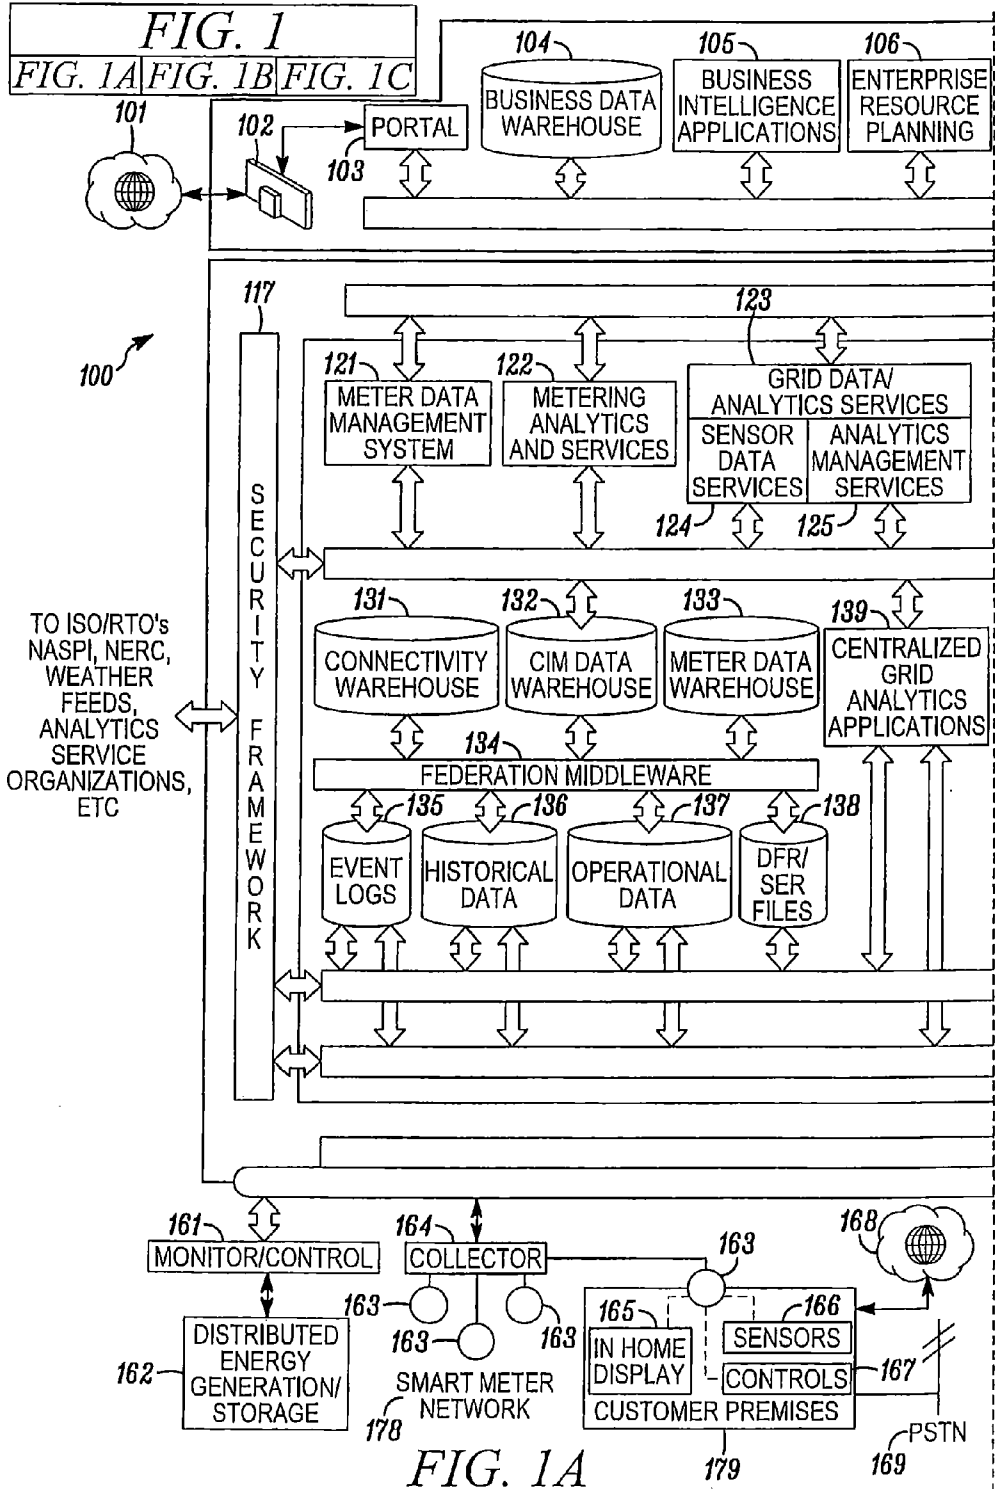 FIG. 1
FIG. 1A FIG. 1B FIG. 1C
101
102
PORTAL
103
104
BUSINESS DATA
WAREHOUSE
105
BUSINESS
INTELLIGENCE
APPLICATIONS
106
ENTERPRISE
RESOURCE
PLANNING
100
117
SECURITY FRAMEWORK
TO ISO/RTO's
NASPI, NERC,
WEATHER
FEEDS,
ANALYTICS
SERVICE
ORGANIZATIONS,
ETC
121
METER DATA
MANAGEMENT
SYSTEM
122
METERING
ANALYTICS
AND SERVICES
123
GRID DATA/
ANALYTICS SERVICES
SENSOR
DATA
SERVICES
124
ANALYTICS
MANAGEMENT
SERVICES
125
131
CONNECTIVITY
WAREHOUSE
132
CIM DATA
WAREHOUSE
133
METER DATA
WAREHOUSE
139
CENTRALIZED
GRID
ANALYTICS
APPLICATIONS
134
FEDERATION MIDDLEWARE
135
EVENT
LOGS
136
HISTORICAL
DATA
137
OPERATIONAL
DATA
138
DFR/
SER
FILES
161
MONITOR/CONTROL
162
DISTRIBUTED
ENERGY
GENERATION/
STORAGE
164
COLLECTOR
163
163
163
SMART METER
NETWORK
178
163
165
IN HOME
DISPLAY
166
SENSORS
CONTROLS
167
CUSTOMER PREMISES
179
168
PSTN
169
FIG. 1A